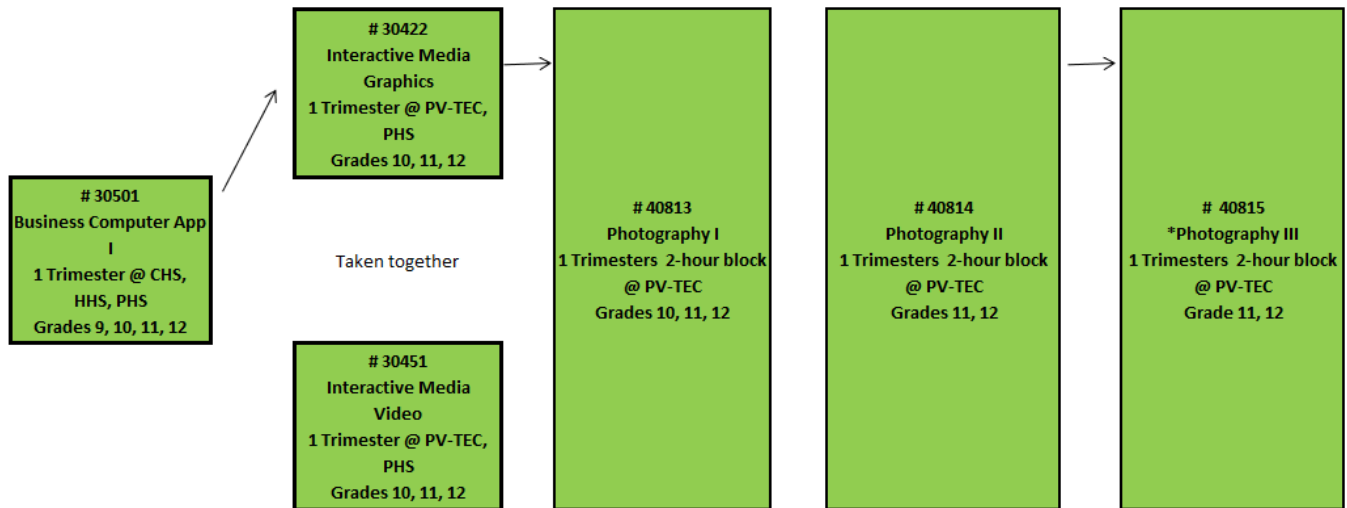 # 30501
Business Computer App
I
1 Trimester @ CHS,
HHS, PHS
Grades 9, 10, 11, 12
# 30422
Interactive Media
Graphics
1 Trimester @ PV-TEC,
PHS
Grades 10, 11, 12
Taken together
# 30451
Interactive Media
Video
1 Trimester @ PV-TEC,
PHS
Grades 10, 11, 12
# 40813
Photography I
1 Trimesters 2-hour block
@ PV-TEC
Grades 10, 11, 12
# 40814
Photography II
1 Trimesters 2-hour block
@ PV-TEC
Grades 11, 12
# 40815
*Photography III
1 Trimesters 2-hour block
@ PV-TEC
Grade 11, 12